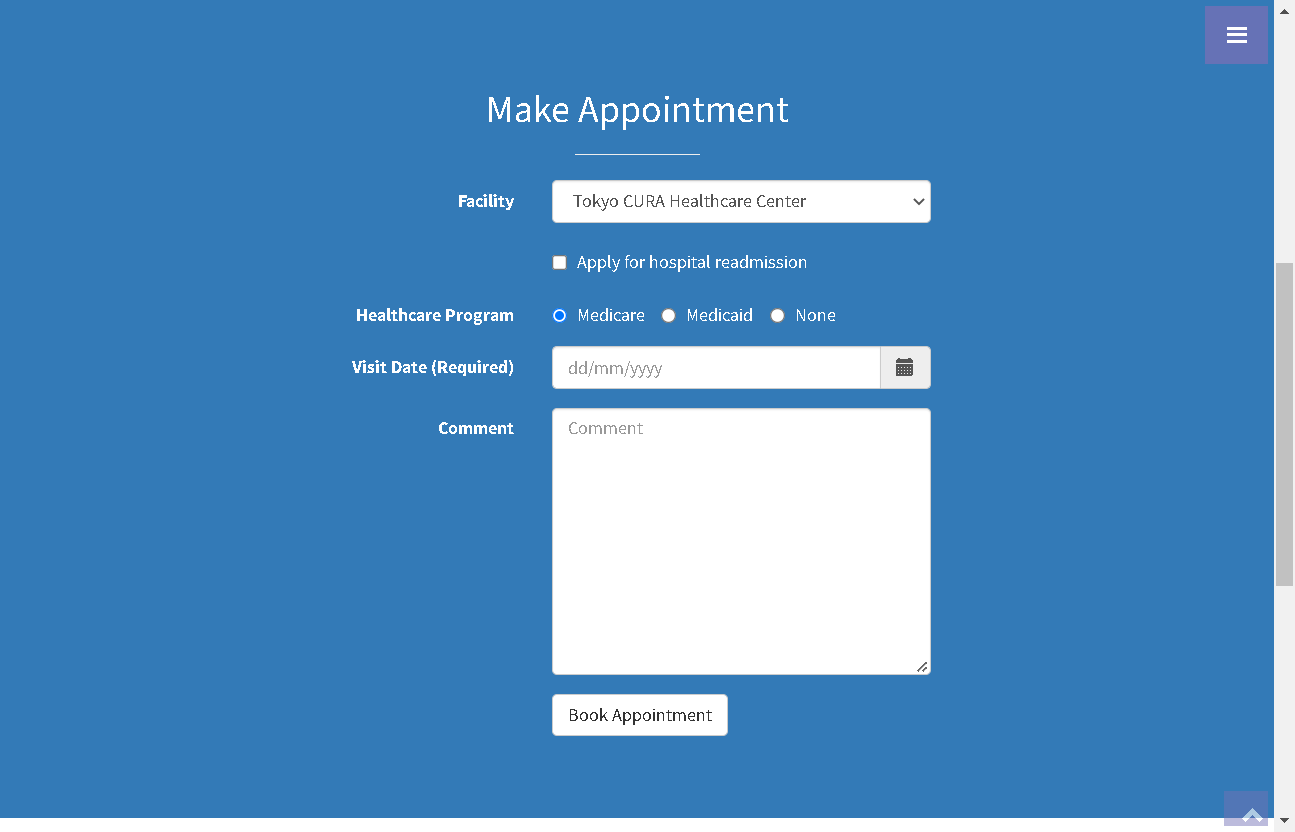 Make Appointment
Facility
Tokyo CURA Healthcare Center
Apply for hospital readmission
Healthcare Program
Medicare Medicaid None
Visit Date (Required)
dd/mm/yyyy
Comment
Comment
Book Appointment